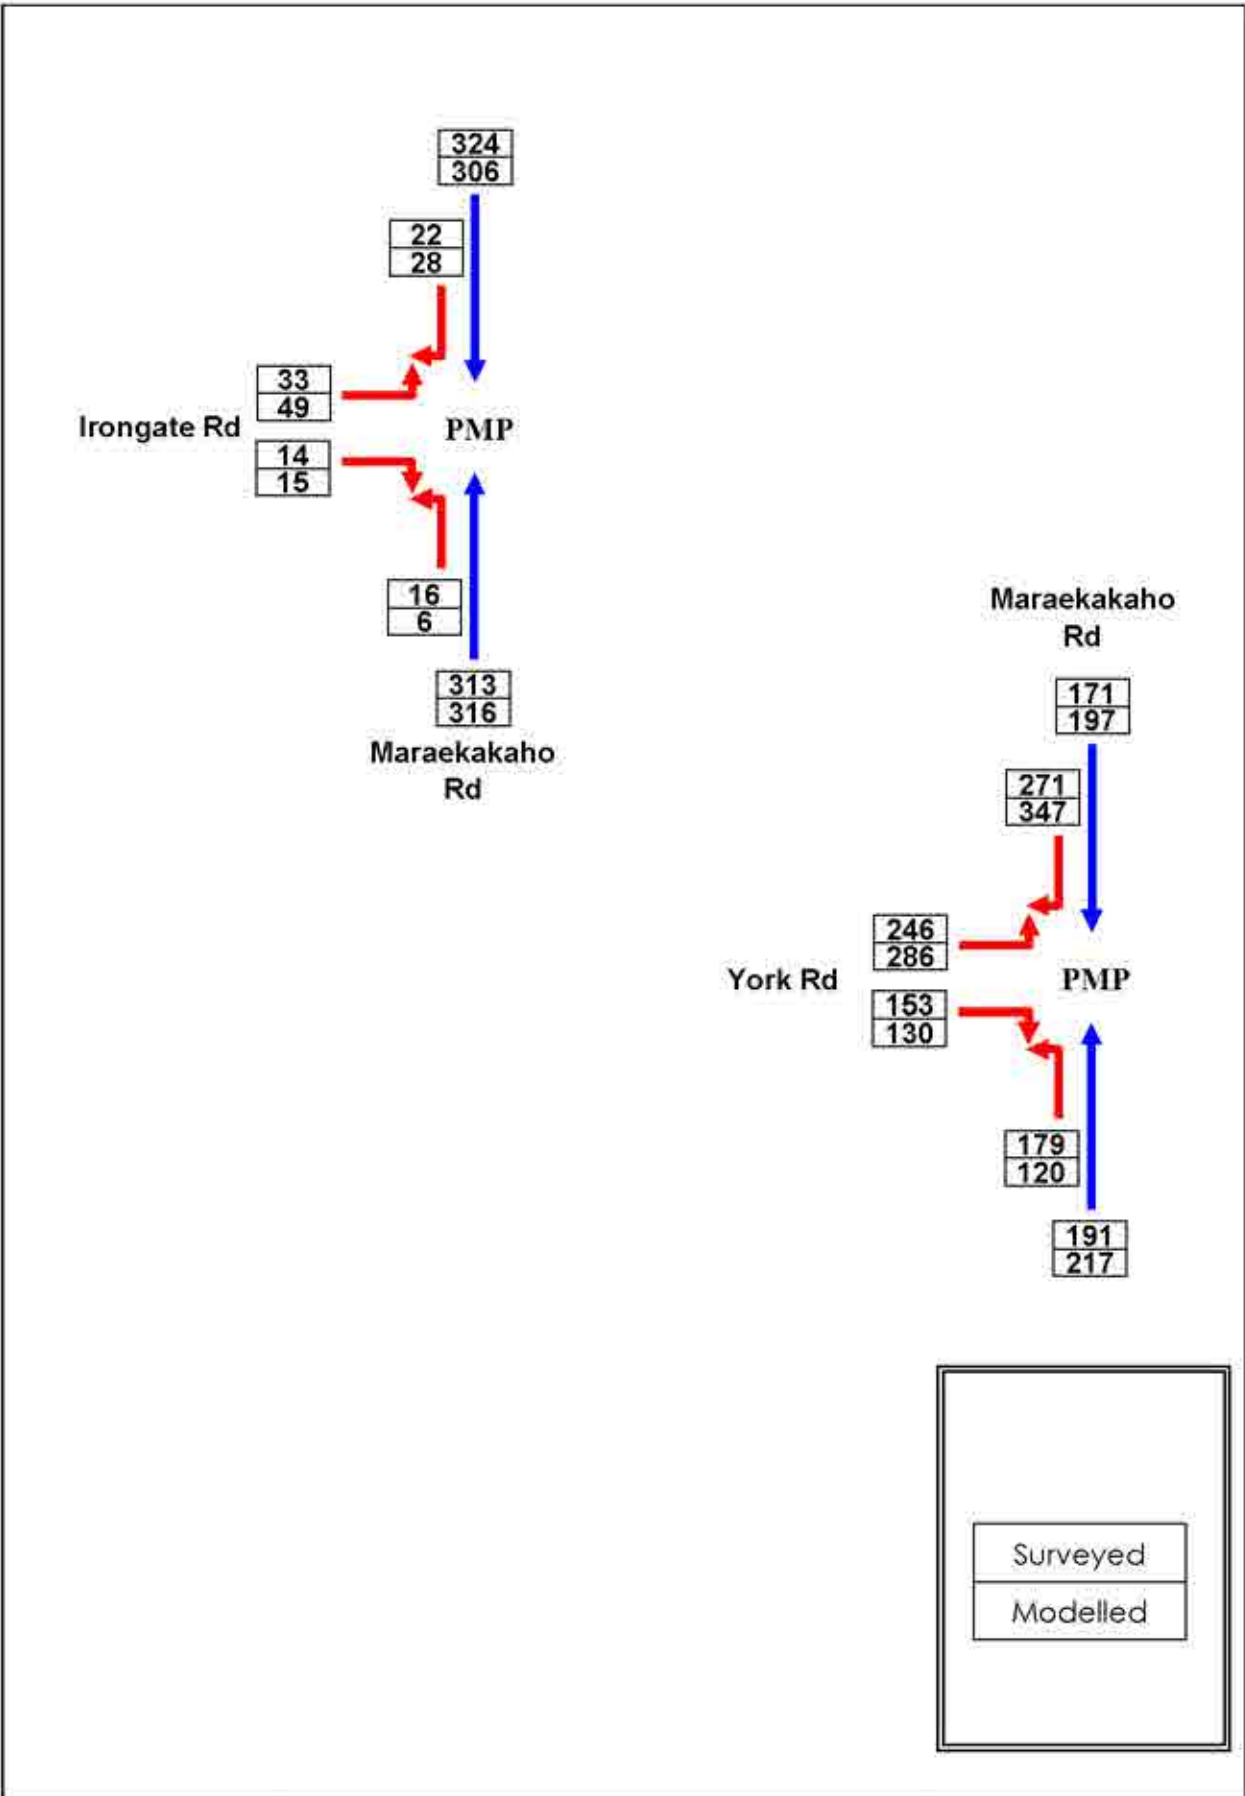 324
306
22
28
33
49
Irongate Rd
PMP
14
15
16
6
313
316
Maraekakaho
Rd
Maraekakaho
Rd
171
197
271
347
246
286
York Rd
PMP
153
130
179
120
191
217
Surveyed
Modelled